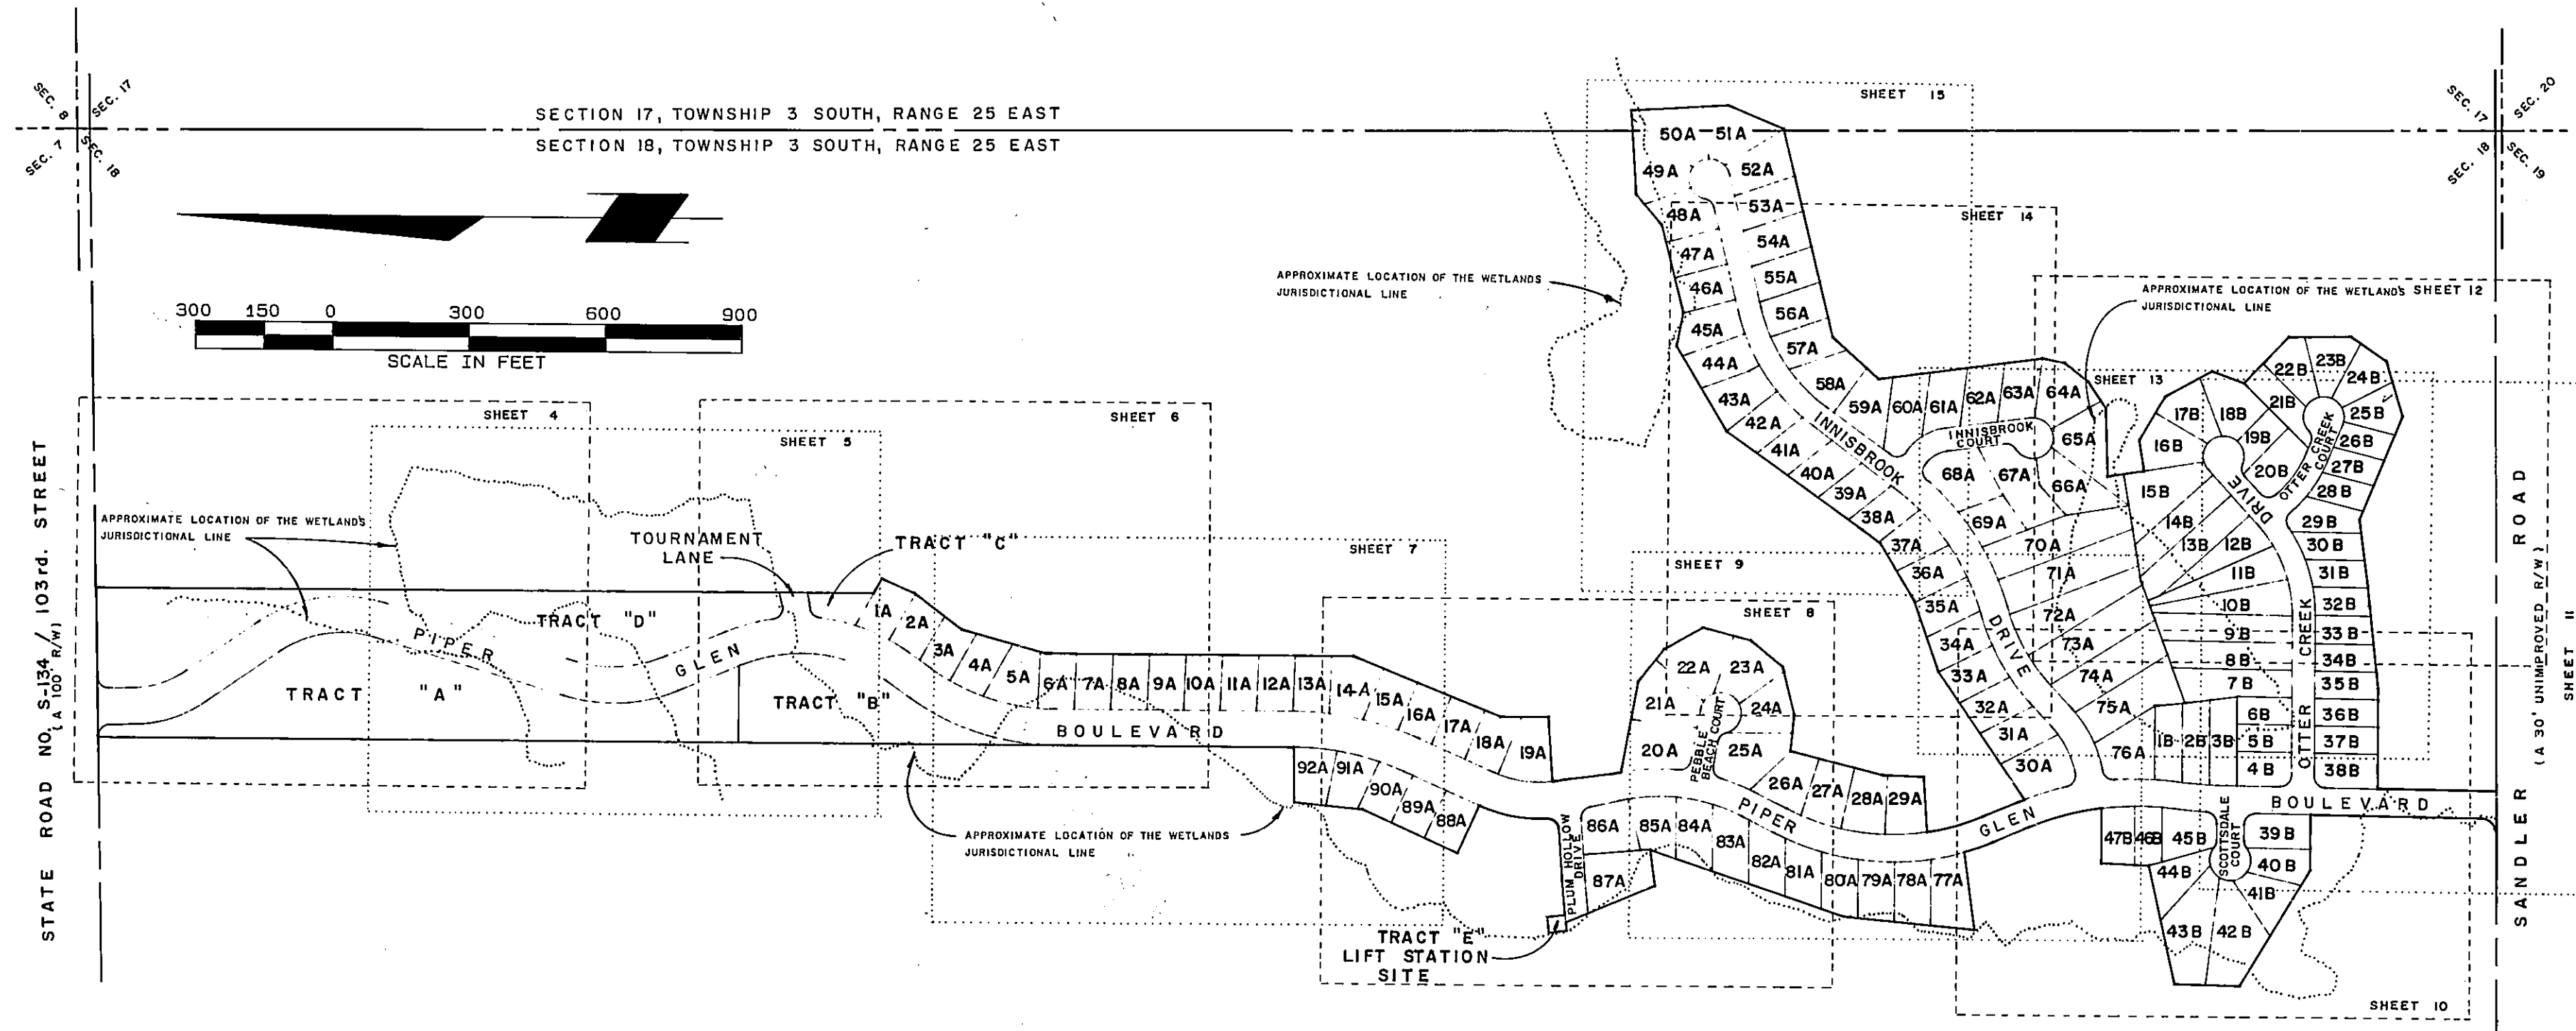 SEC. 8
SEC. 17
SEC. 7
SEC. 18
SECTION 17, TOWNSHIP 3 SOUTH, RANGE 25 EAST
SECTION 18, TOWNSHIP 3 SOUTH, RANGE 25 EAST
SEC. 17
SEC. 20
SEC. 18
SEC. 19
300 150 0 300 600 900
SCALE IN FEET
STATE ROAD NO. S-134 / 103rd. STREET
( A 100' R/W)
SHEET 4
SHEET 5
SHEET 6
SHEET 7
SHEET 8
SHEET 9
SHEET 15
SHEET 14
SHEET 13
SHEET 12
SHEET 11
SHEET 10
APPROXIMATE LOCATION OF THE WETLANDS
JURISDICTIONAL LINE
TOURNAMENT
LANE
TRACT "C"
TRACT "D"
TRACT "A"
TRACT "B"
PIPER
GLEN
BOULEVARD
APPROXIMATE LOCATION OF THE WETLANDS
JURISDICTIONAL LINE
APPROXIMATE LOCATION OF THE WETLANDS
JURISDICTIONAL LINE
APPROXIMATE LOCATION OF THE WETLANDS
JURISDICTIONAL LINE
1A
2A
3A
4A
5A
6A
7A
8A
9A
10A
11A
12A
13A
14A
15A
16A
17A
18A
19A
20A
21A
22A
23A
24A
25A
26A
27A
28A
29A
PEBBLE
BEACH COURT
30A
31A
32A
33A
34A
35A
36A
37A
38A
39A
40A
41A
42A
43A
44A
45A
46A
47A
48A
49A
50A
51A
52A
53A
54A
55A
56A
57A
58A
59A
60A
61A
62A
63A
64A
65A
66A
67A
68A
69A
70A
71A
72A
73A
74A
75A
76A
INNISBROOK
DRIVE
INNISBROOK
COURT
77A
78A
79A
80A
81A
82A
83A
84A
85A
86A
87A
88A
89A
90A
91A
92A
PLUM HOLLOW
DRIVE
TRACT "E"
LIFT STATION
SITE
PIPER
GLEN
BOULEVARD
1B
2B
3B
4B
5B
6B
7B
8B
9B
10B
11B
12B
13B
14B
15B
16B
17B
18B
19B
20B
21B
22B
23B
24B
25B
26B
27B
28B
29B
30B
31B
32B
33B
34B
35B
36B
37B
38B
39B
40B
41B
42B
43B
44B
45B
46B
47B
OTTER CREEK
DRIVE
OTTER CREEK
COURT
SCOTTSDALE
COURT
SANDLER ROAD
( A 30' UNIMPROVED R/W)